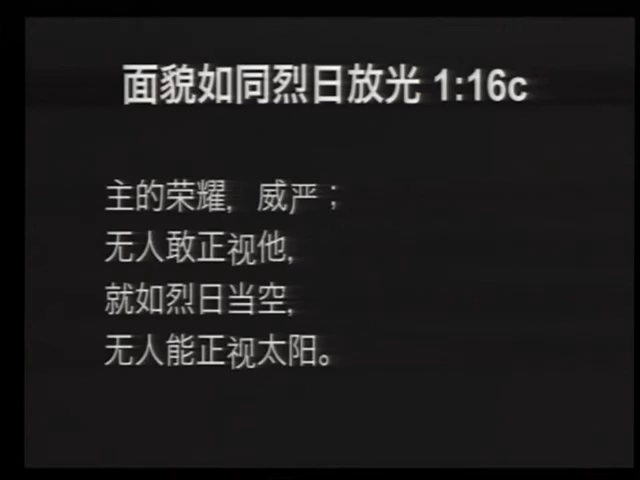 面貌如同烈日放光 1:16c
主的荣耀, 威严；
无人敢正视他,
就如烈日当空,
无人能正视太阳。